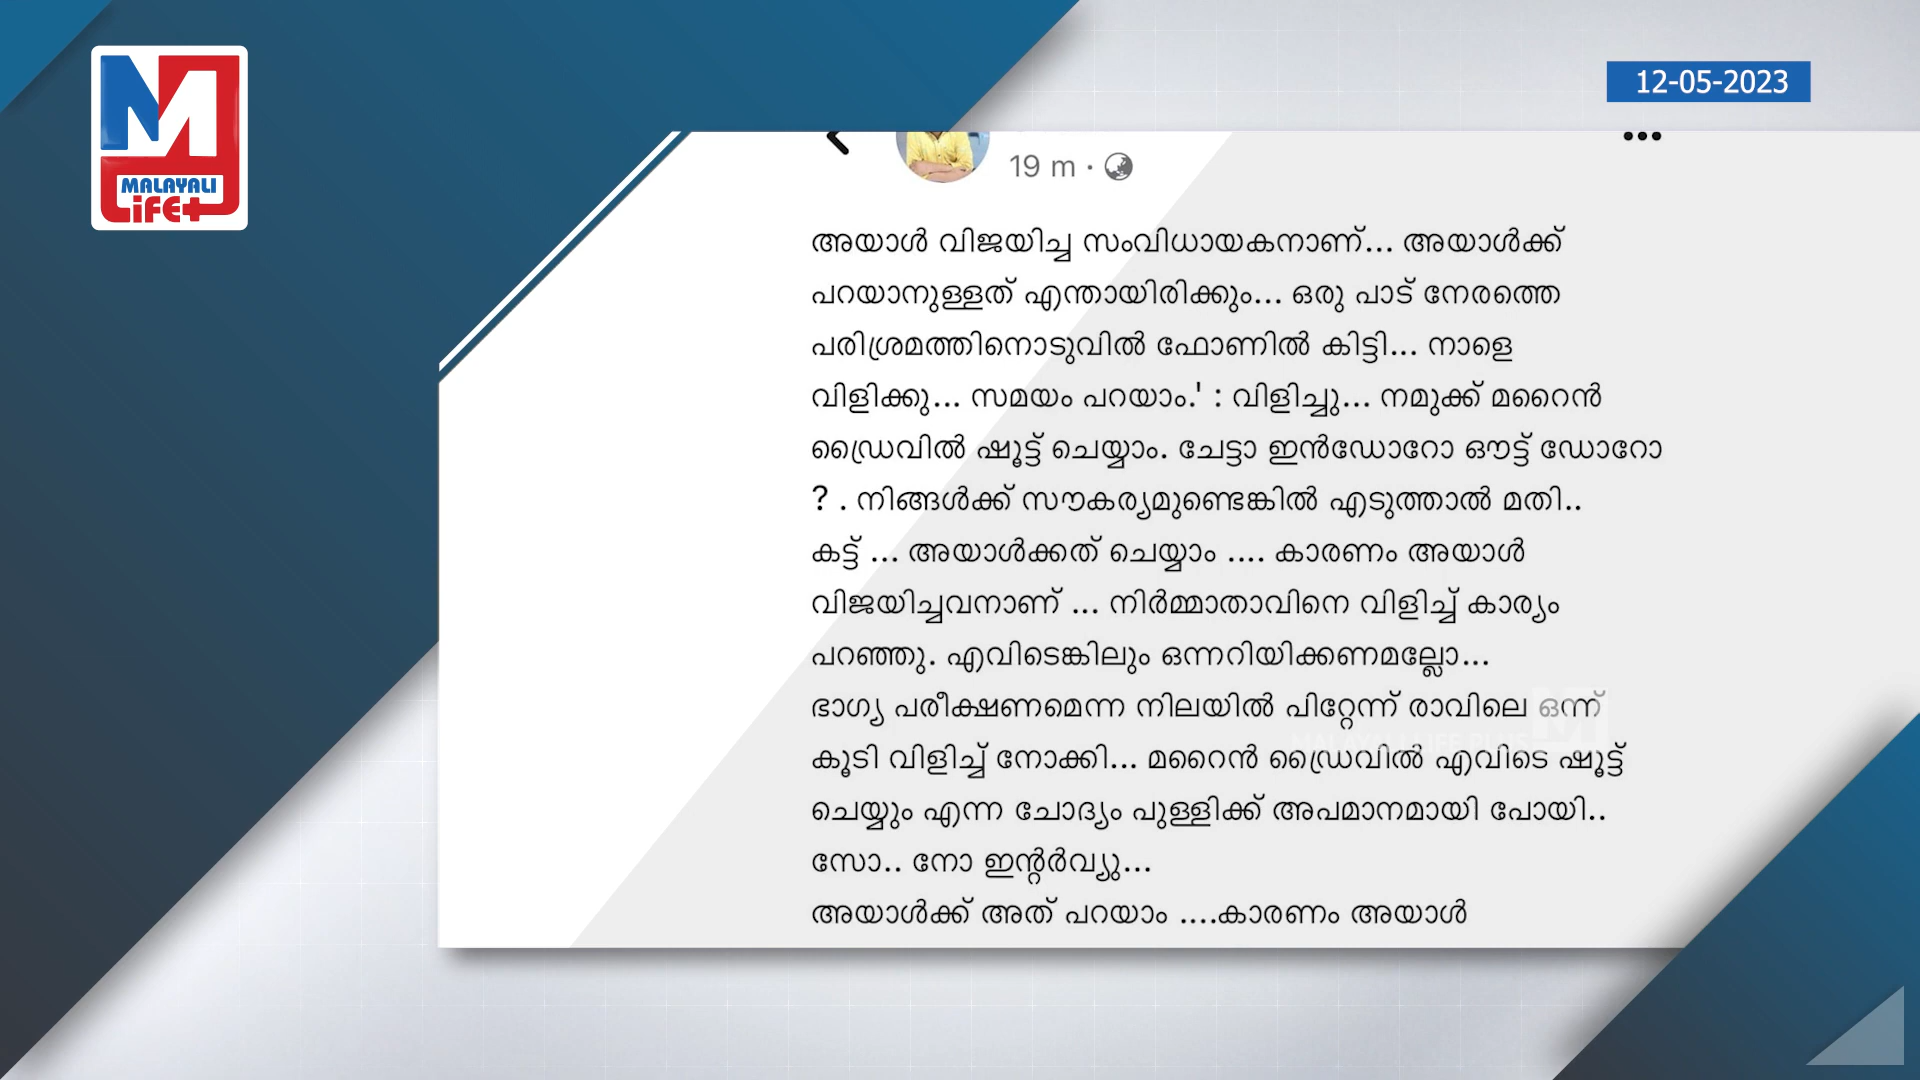 MALAYALI
LiFE+
12-05-2023
19 m ·
അയാൾ വിജയിച്ച സംവിധായകനാണ്... അയാൾക്ക്
പറയാനുള്ളത് എന്തായിരിക്കും... ഒരു പാട് നേരത്തെ
പരിശ്രമത്തിനൊടുവിൽ ഫോണിൽ കിട്ടി... നാളെ
വിളിക്കു... സമയം പറയാം.' : വിളിച്ചു... നമുക്ക് മറൈൻ
ഡ്രൈവിൽ ഷൂട്ട് ചെയ്യാം. ചേട്ടാ ഇൻഡോറോ ഔട്ട് ഡോറോ
? . നിങ്ങൾക്ക് സൗകര്യമുണ്ടെങ്കിൽ എടുത്താൽ മതി..
കട്ട് ... അയാൾക്കത് ചെയ്യാം .... കാരണം അയാൾ
വിജയിച്ചവനാണ് ... നിർമ്മാതാവിനെ വിളിച്ച് കാര്യം
പറഞ്ഞു. എവിടെങ്കിലും ഒന്നറിയിക്കണമല്ലോ...
ഭാഗ്യ പരീക്ഷണമെന്ന നിലയിൽ പിറ്റേന്ന് രാവിലെ ഒന്ന്
കൂടി വിളിച്ച് നോക്കി... മറൈൻ ഡ്രൈവിൽ എവിടെ ഷൂട്ട്
ചെയ്യും എന്ന ചോദ്യം പുള്ളിക്ക് അപമാനമായി പോയി..
സോ.. നോ ഇന്റർവ്യു...
അയാൾക്ക് അത് പറയാം ....കാരണം അയാൾ
MALAYALI LIFE PLUS